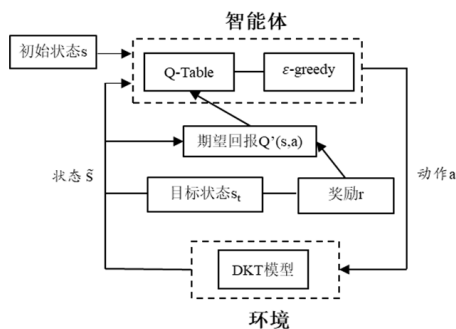 智能体
初始状态s
Q-Table
ε-greedy
期望回报Q’(s,a)
状态 s̃
动作a
目标状态sₜ
奖励r
DKT模型
环境